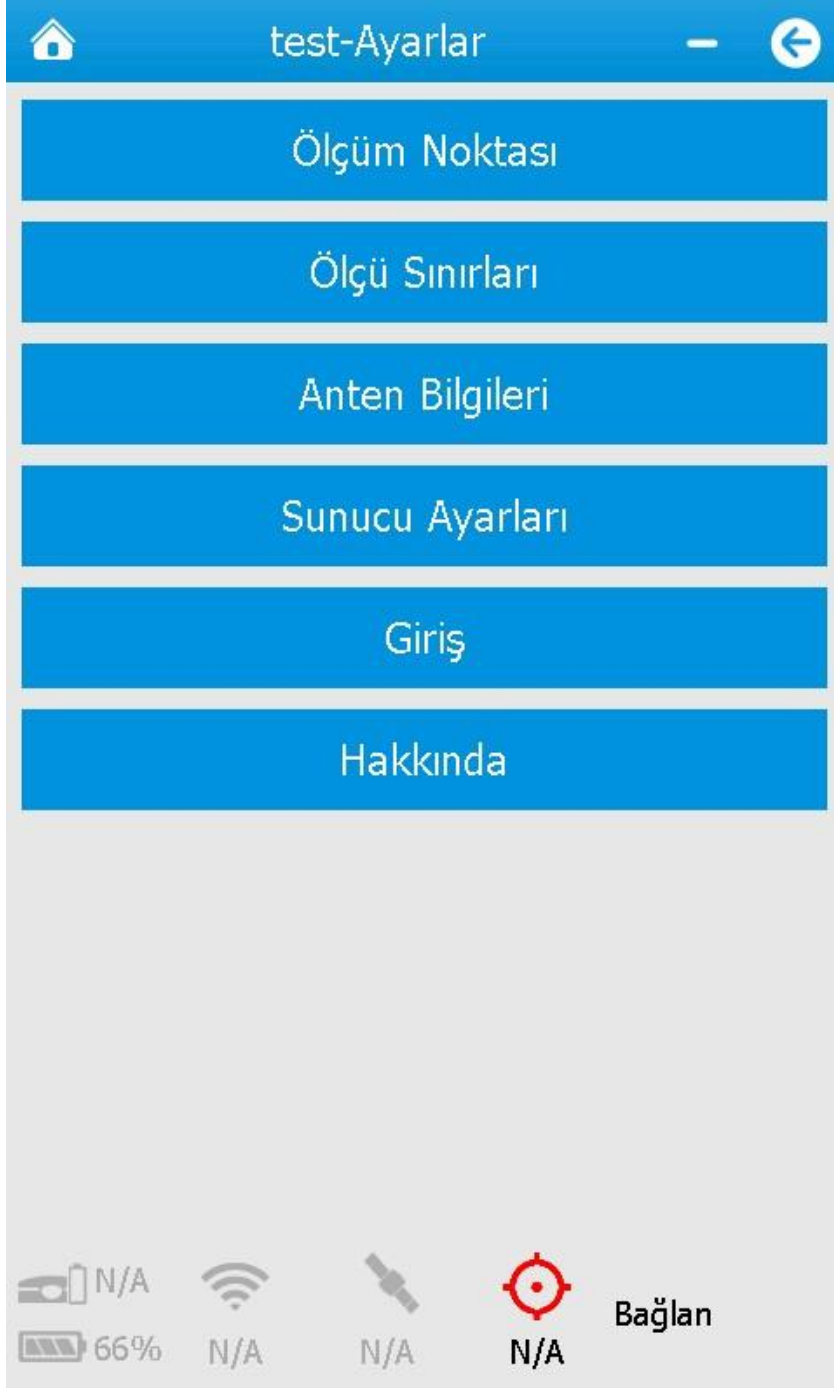 test-Ayarlar
Ölçüm Noktası
Ölçü Sınırları
Anten Bilgileri
Sunucu Ayarları
Giriş
Hakkında
N/A
66%
N/A
N/A
N/A
Bağlan